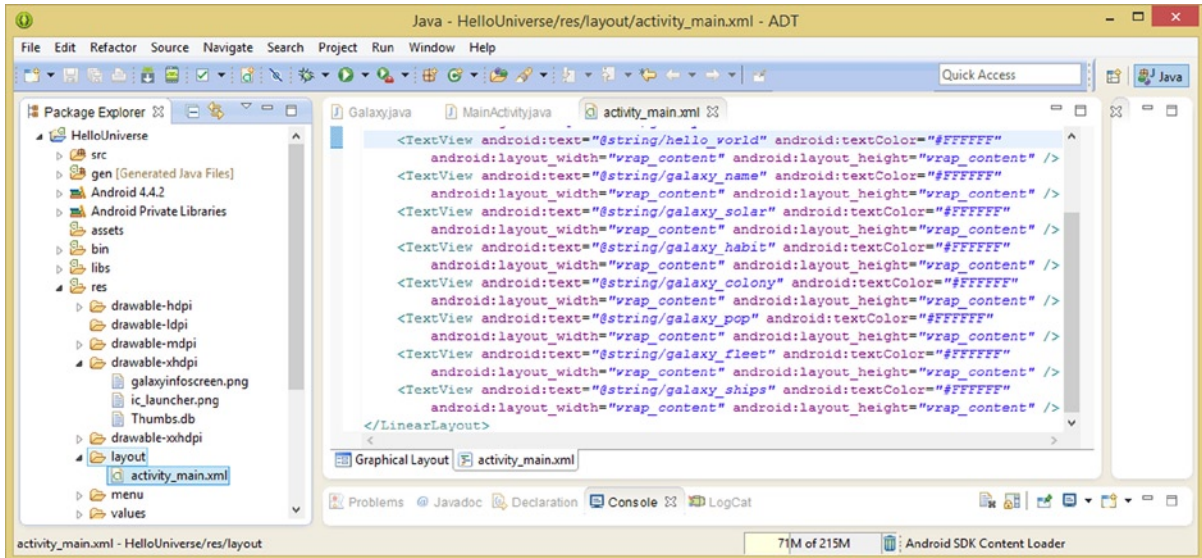 Java - HelloUniverse/res/layout/activity_main.xml - ADT
File Edit Refactor Source Navigate Search Project Run Window Help
Quick Access
Java
Package Explorer
HelloUniverse
src
gen [Generated Java Files]
Android 4.4.2
Android Private Libraries
assets
bin
libs
res
drawable-hdpi
drawable-ldpi
drawable-mdpi
drawable-xhdpi
galaxyinfoscreen.png
ic_launcher.png
Thumbs.db
drawable-xxhdpi
layout
activity_main.xml
menu
values
Galaxy.java MainActivity.java activity_main.xml
<TextView android:text="@string/hello_world" android:textColor="#FFFFFF"
android:layout_width="wrap_content" android:layout_height="wrap_content" />
<TextView android:text="@string/galaxy_name" android:textColor="#FFFFFF"
android:layout_width="wrap_content" android:layout_height="wrap_content" />
<TextView android:text="@string/galaxy_solar" android:textColor="#FFFFFF"
android:layout_width="wrap_content" android:layout_height="wrap_content" />
<TextView android:text="@string/galaxy_habit" android:textColor="#FFFFFF"
android:layout_width="wrap_content" android:layout_height="wrap_content" />
<TextView android:text="@string/galaxy_colony" android:textColor="#FFFFFF"
android:layout_width="wrap_content" android:layout_height="wrap_content" />
<TextView android:text="@string/galaxy_pop" android:textColor="#FFFFFF"
android:layout_width="wrap_content" android:layout_height="wrap_content" />
<TextView android:text="@string/galaxy_fleet" android:textColor="#FFFFFF"
android:layout_width="wrap_content" android:layout_height="wrap_content" />
<TextView android:text="@string/galaxy_ships" android:textColor="#FFFFFF"
android:layout_width="wrap_content" android:layout_height="wrap_content" />
</LinearLayout>
Graphical Layout activity_main.xml
Problems Javadoc Declaration Console LogCat
activity_main.xml - HelloUniverse/res/layout
71M of 215M
Android SDK Content Loader